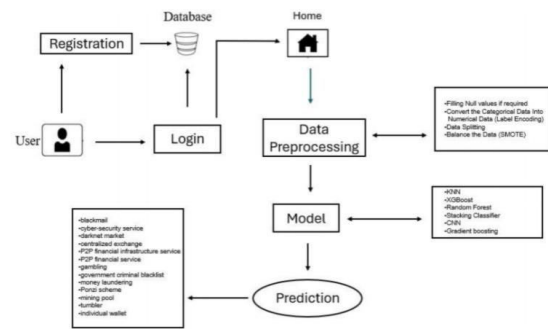 Home
Database
Registration
User
Login
Data
Preprocessing
•Filling Null values if required
•Convert the Categorical Data Into
Numerical Data (Label Encoding)
•Data Splitting
•Balance the Data (SMOTE)
Model
•KNN
•XGBoost
•Random Forest
•Stacking Classifier
•CNN
•Gradient boosting
Prediction
•blackmail
•cyber-security service
•darknet market
•centralized exchange
•P2P financial infrastructure service
•P2P financial service
•gambling
•government criminal blacklist
•money laundering
•Ponzi scheme
•mining pool
•tumbler
•individual wallet